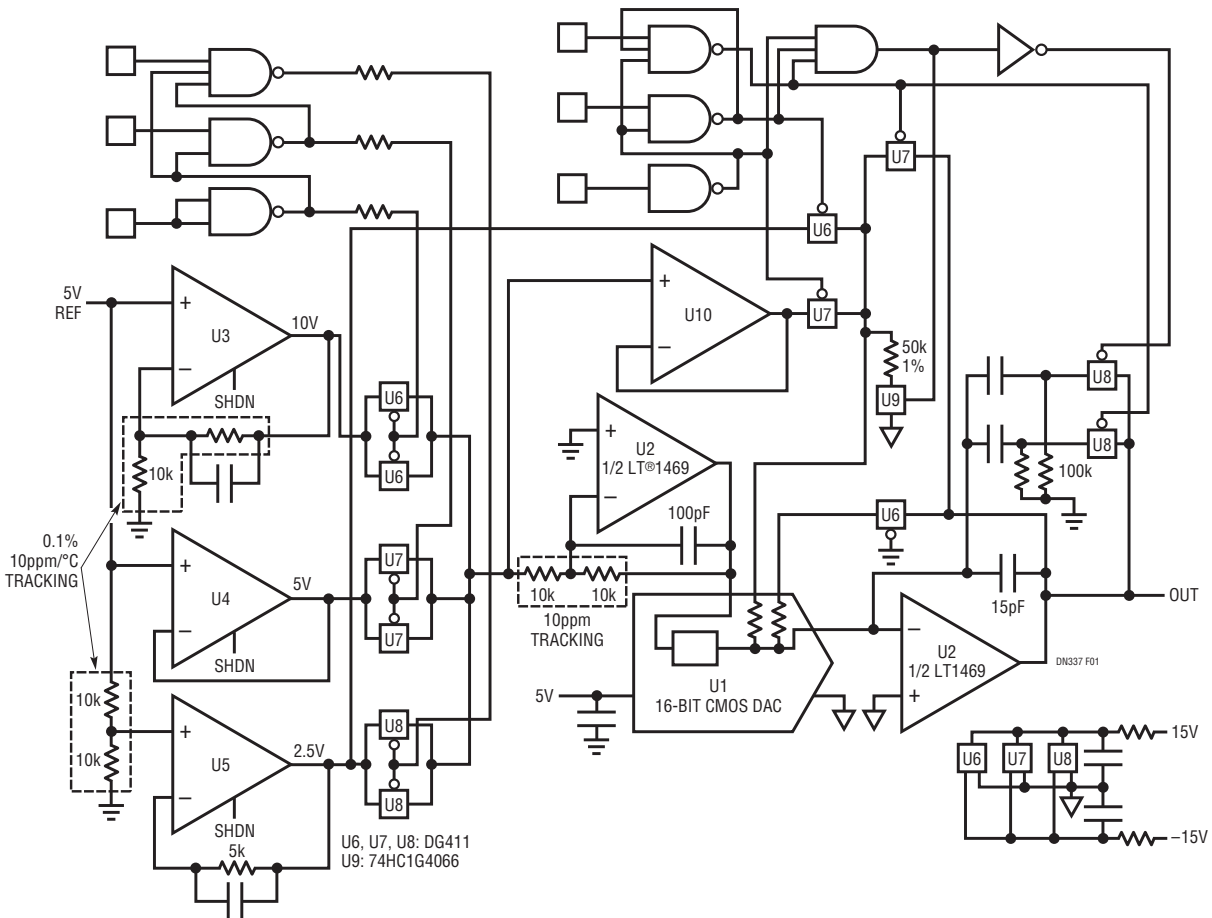 U7
U6
5V
REF
+
−
U3
10V
SHDN
10k
+
−
U10
U7
50k
1%
U9
U8
U8
100k
U6
U6
+
−
U2
1/2 LT®1469
100pF
U6
0.1%
10ppm/°C
TRACKING
+
−
U4
5V
SHDN
U7
U7
10k
10k
10ppm
TRACKING
15pF
OUT
−
+
U2
1/2 LT1469
DN337 F01
U1
16-BIT CMOS DAC
5V
10k
10k
+
−
U5
2.5V
SHDN
5k
U8
U8
U6, U7, U8: DG411
U9: 74HC1G4066
15V
U6
U7
U8
−15V